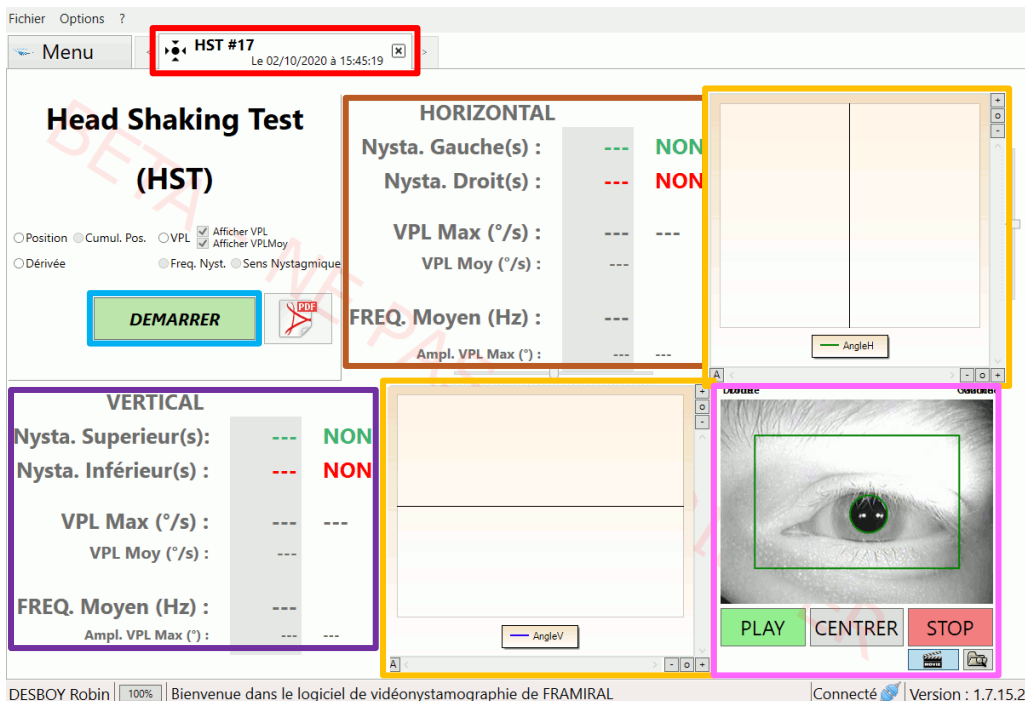 Fichier Options ?
Menu
HST #17
Le 02/10/2020 à 15:45:19
Head Shaking Test
(HST)
Position Cumul. Pos. VPL Afficher VPL
Afficher VPLMoy
Dérivée Freq. Nyst. Sens Nystagmique
DEMARRER
PDF
HORIZONTAL
Nysta. Gauche(s) : --- NON
Nysta. Droit(s) : --- NON
VPL Max (°/s) : --- ---
VPL Moy (°/s) : ---
FREQ. Moyen (Hz) : ---
Ampl. VPL Max (°) : --- ---
+
o
-
AngleH
A - o +
VERTICAL
Nysta. Superieur(s): --- NON
Nysta. Inférieur(s) : --- NON
VPL Max (°/s) : --- ---
VPL Moy (°/s) : ---
FREQ. Moyen (Hz) : ---
Ampl. VPL Max (°) : --- ---
+
o
-
AngleV
A - o +
PLAY CENTRER STOP
MOVIE
BETA NE PAS
DESBOY Robin 100% Bienvenue dans le logiciel de vidéonystamographie de FRAMIRAL Connecté Version : 1.7.15.2